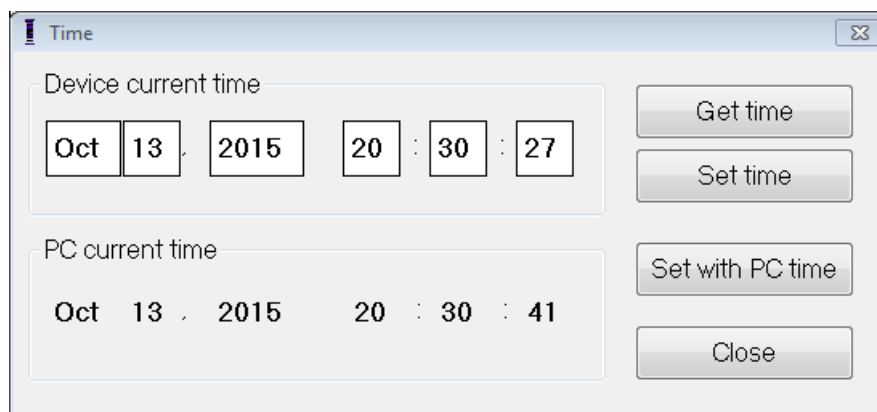 Time
Device current time
Oct 13, 2015 20 : 30 : 27
Get time
Set time
PC current time
Oct 13, 2015 20 : 30 : 41
Set with PC time
Close